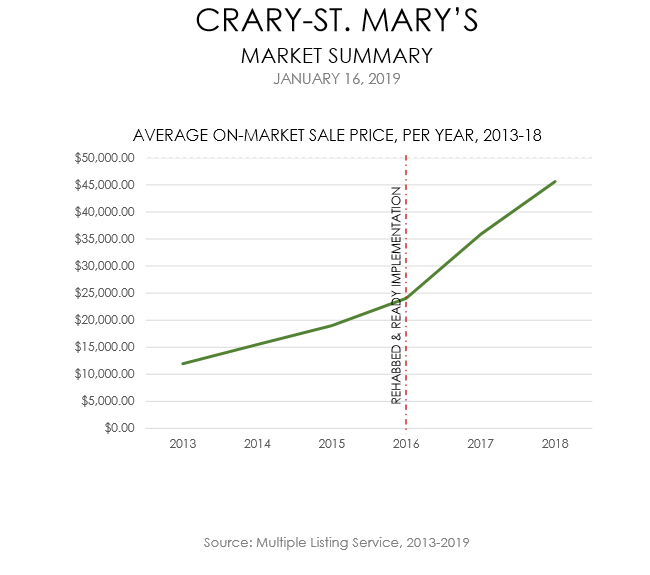 CRARY-ST. MARY’S
MARKET SUMMARY
JANUARY 16, 2019
AVERAGE ON-MARKET SALE PRICE, PER YEAR, 2013-18
$50,000.00
$45,000.00
$40,000.00
$35,000.00
$30,000.00
$25,000.00
$20,000.00
$15,000.00
$10,000.00
$5,000.00
$0.00
REHABBED & READY IMPLEMENTATION
2013 2014 2015 2016 2017 2018
Source: Multiple Listing Service, 2013-2019